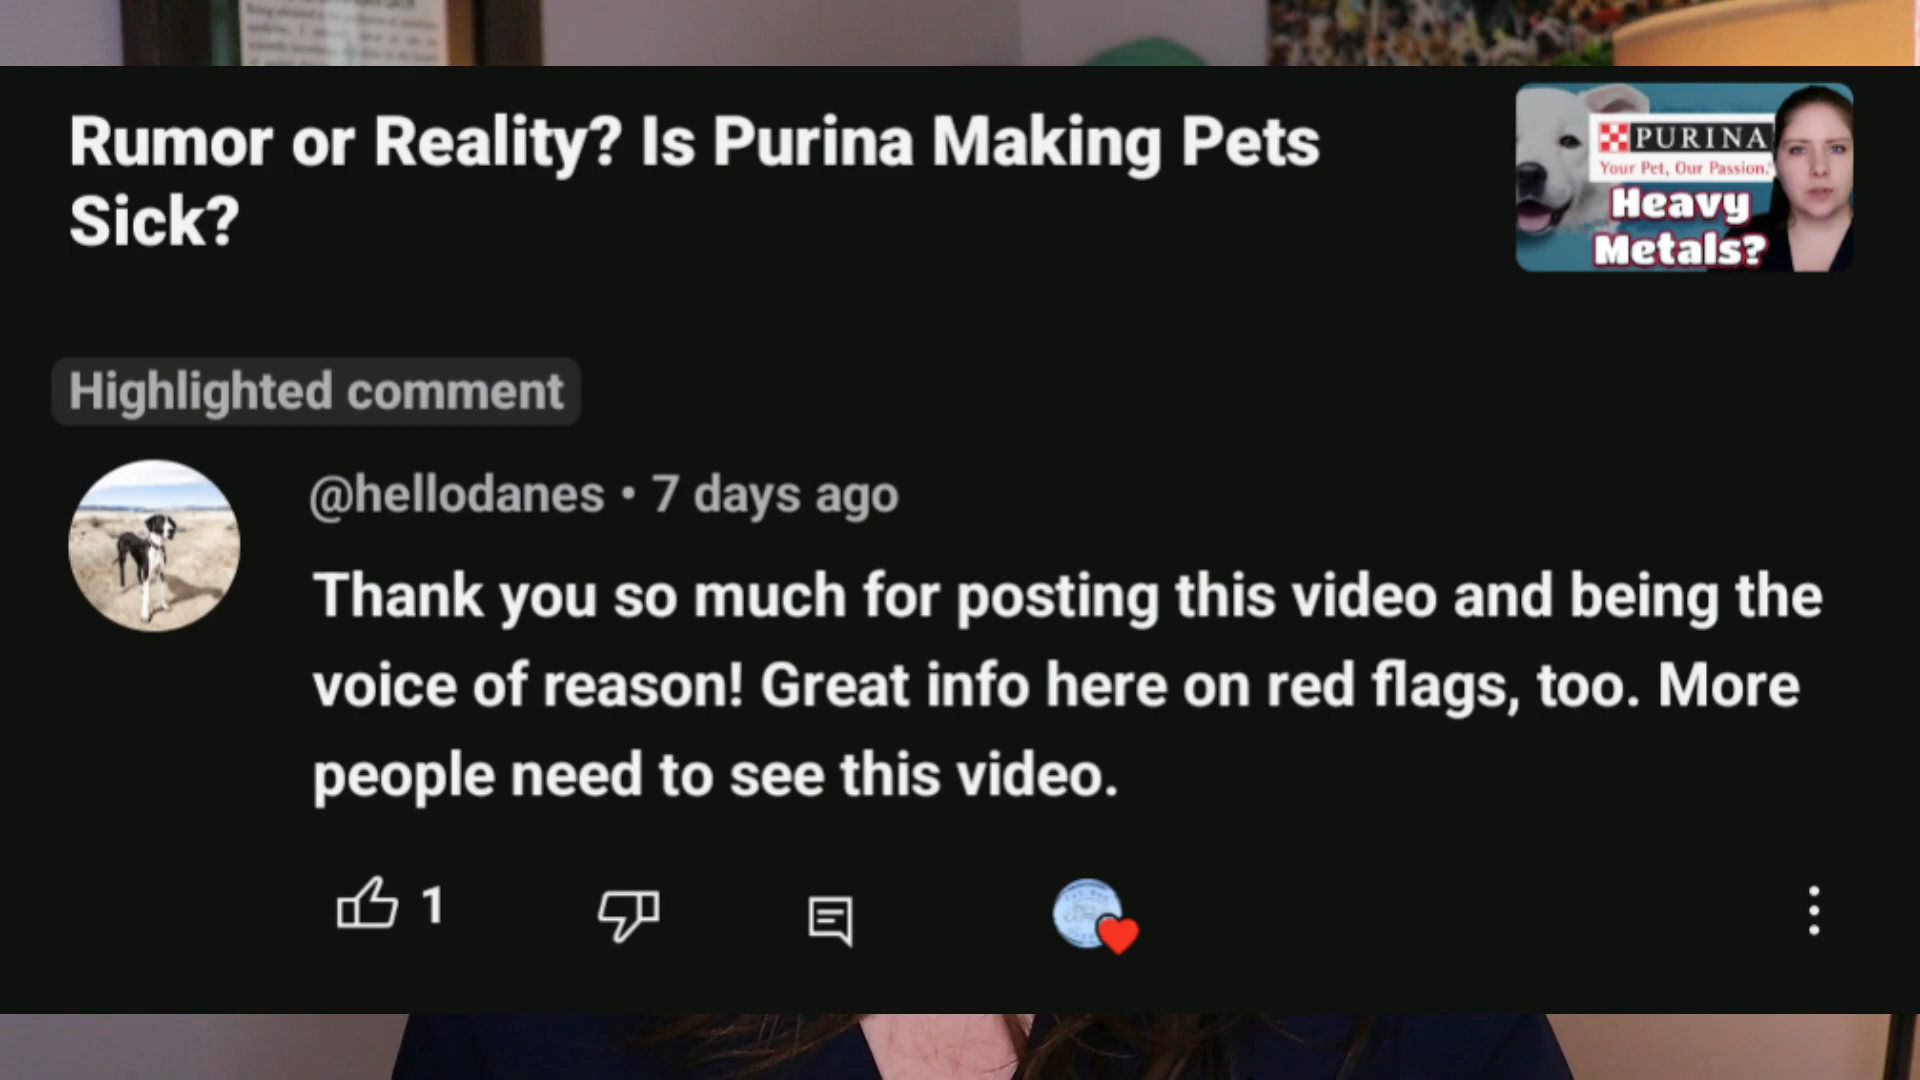 Rumor or Reality? Is Purina Making Pets
Sick?
PURINA
Your Pet, Our Passion.
Heavy
Metals?
Highlighted comment
@hellodanes • 7 days ago
Thank you so much for posting this video and being the
voice of reason! Great info here on red flags, too. More
people need to see this video.
1